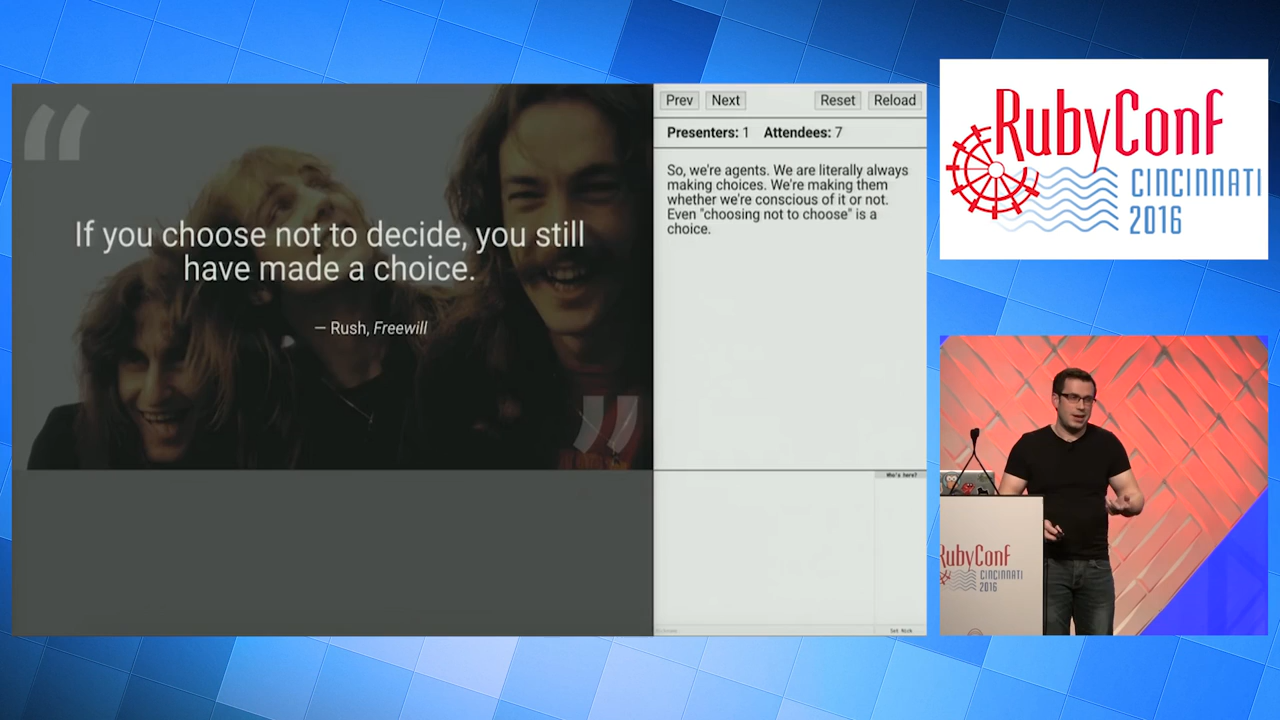 If you choose not to decide, you still
have made a choice.
— Rush, Freewill
Prev Next Reset Reload
Presenters: 1 Attendees: 7
So, we're agents. We are literally always
making choices. We're making them
whether we're conscious of it or not.
Even "choosing not to choose" is a
choice.
Who's here?
Set Nick
RubyConf
CINCINNATI
2016
RubyConf
CINCINNATI
2016